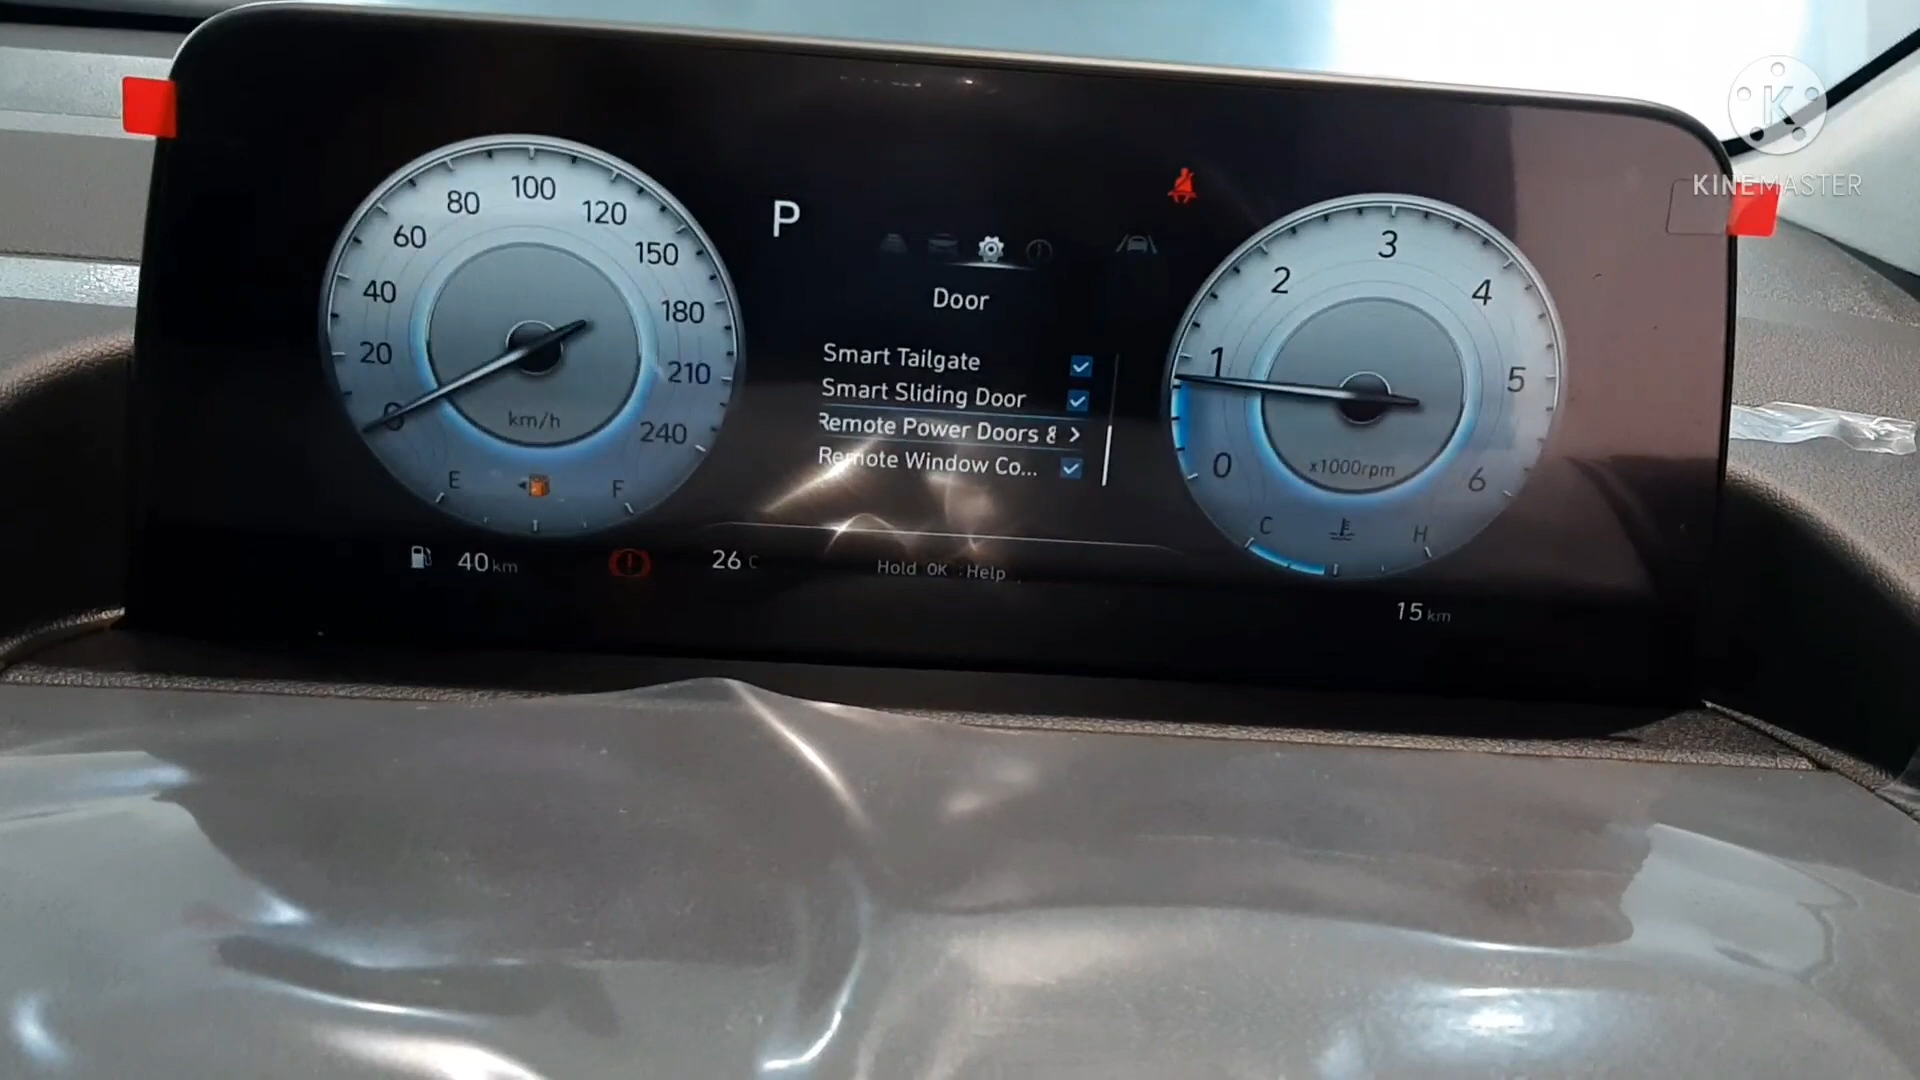 KINEMASTER
P
Door
Smart Tailgate
Smart Sliding Door
Remote Power Doors &
Remote Window Co...
Hold OK : Help
0
20
40
60
80
100
120
150
180
210
240
km/h
E
F
40 km
26 C
0
1
2
3
4
5
6
x1000rpm
C
H
15 km